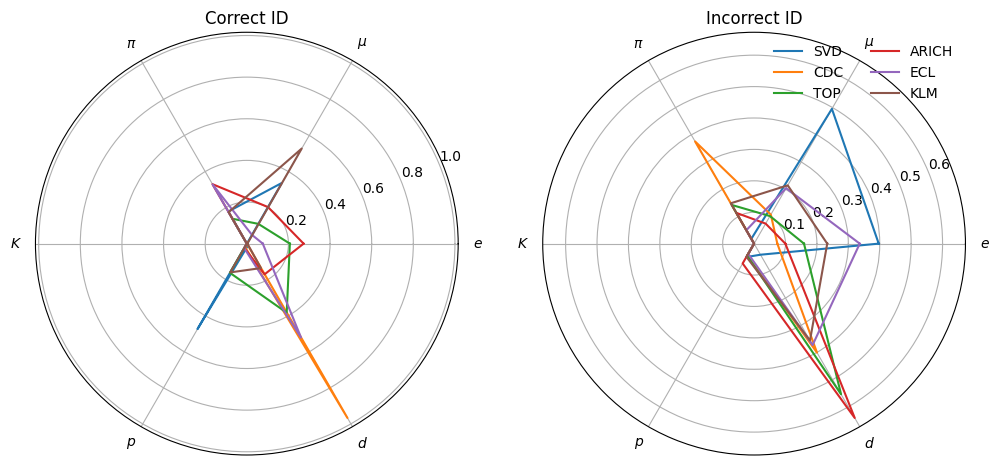 Correct ID
π
μ
K
e
p
d
0.2
0.4
0.6
0.8
1.0
Incorrect ID
π
μ
K
e
p
d
0.1
0.2
0.3
0.4
0.5
0.6
SVD
CDC
TOP
ARICH
ECL
KLM